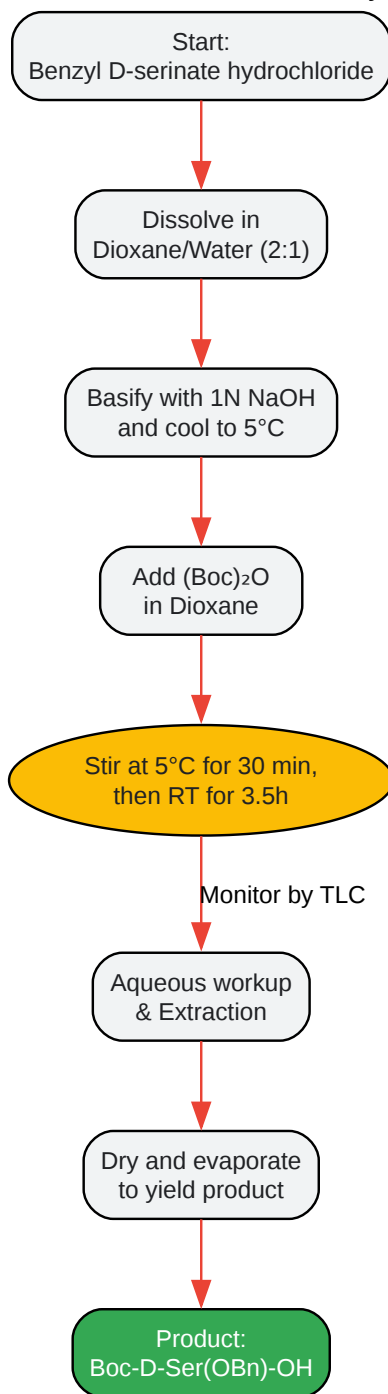 Start:
Benzyl D-serinate hydrochloride
Dissolve in
Dioxane/Water (2:1)
Basify with 1N NaOH
and cool to 5°C
Add (Boc)₂O
in Dioxane
Stir at 5°C for 30 min,
then RT for 3.5h
Monitor by TLC
Aqueous workup
& Extraction
Dry and evaporate
to yield product
Product:
Boc-D-Ser(OBn)-OH